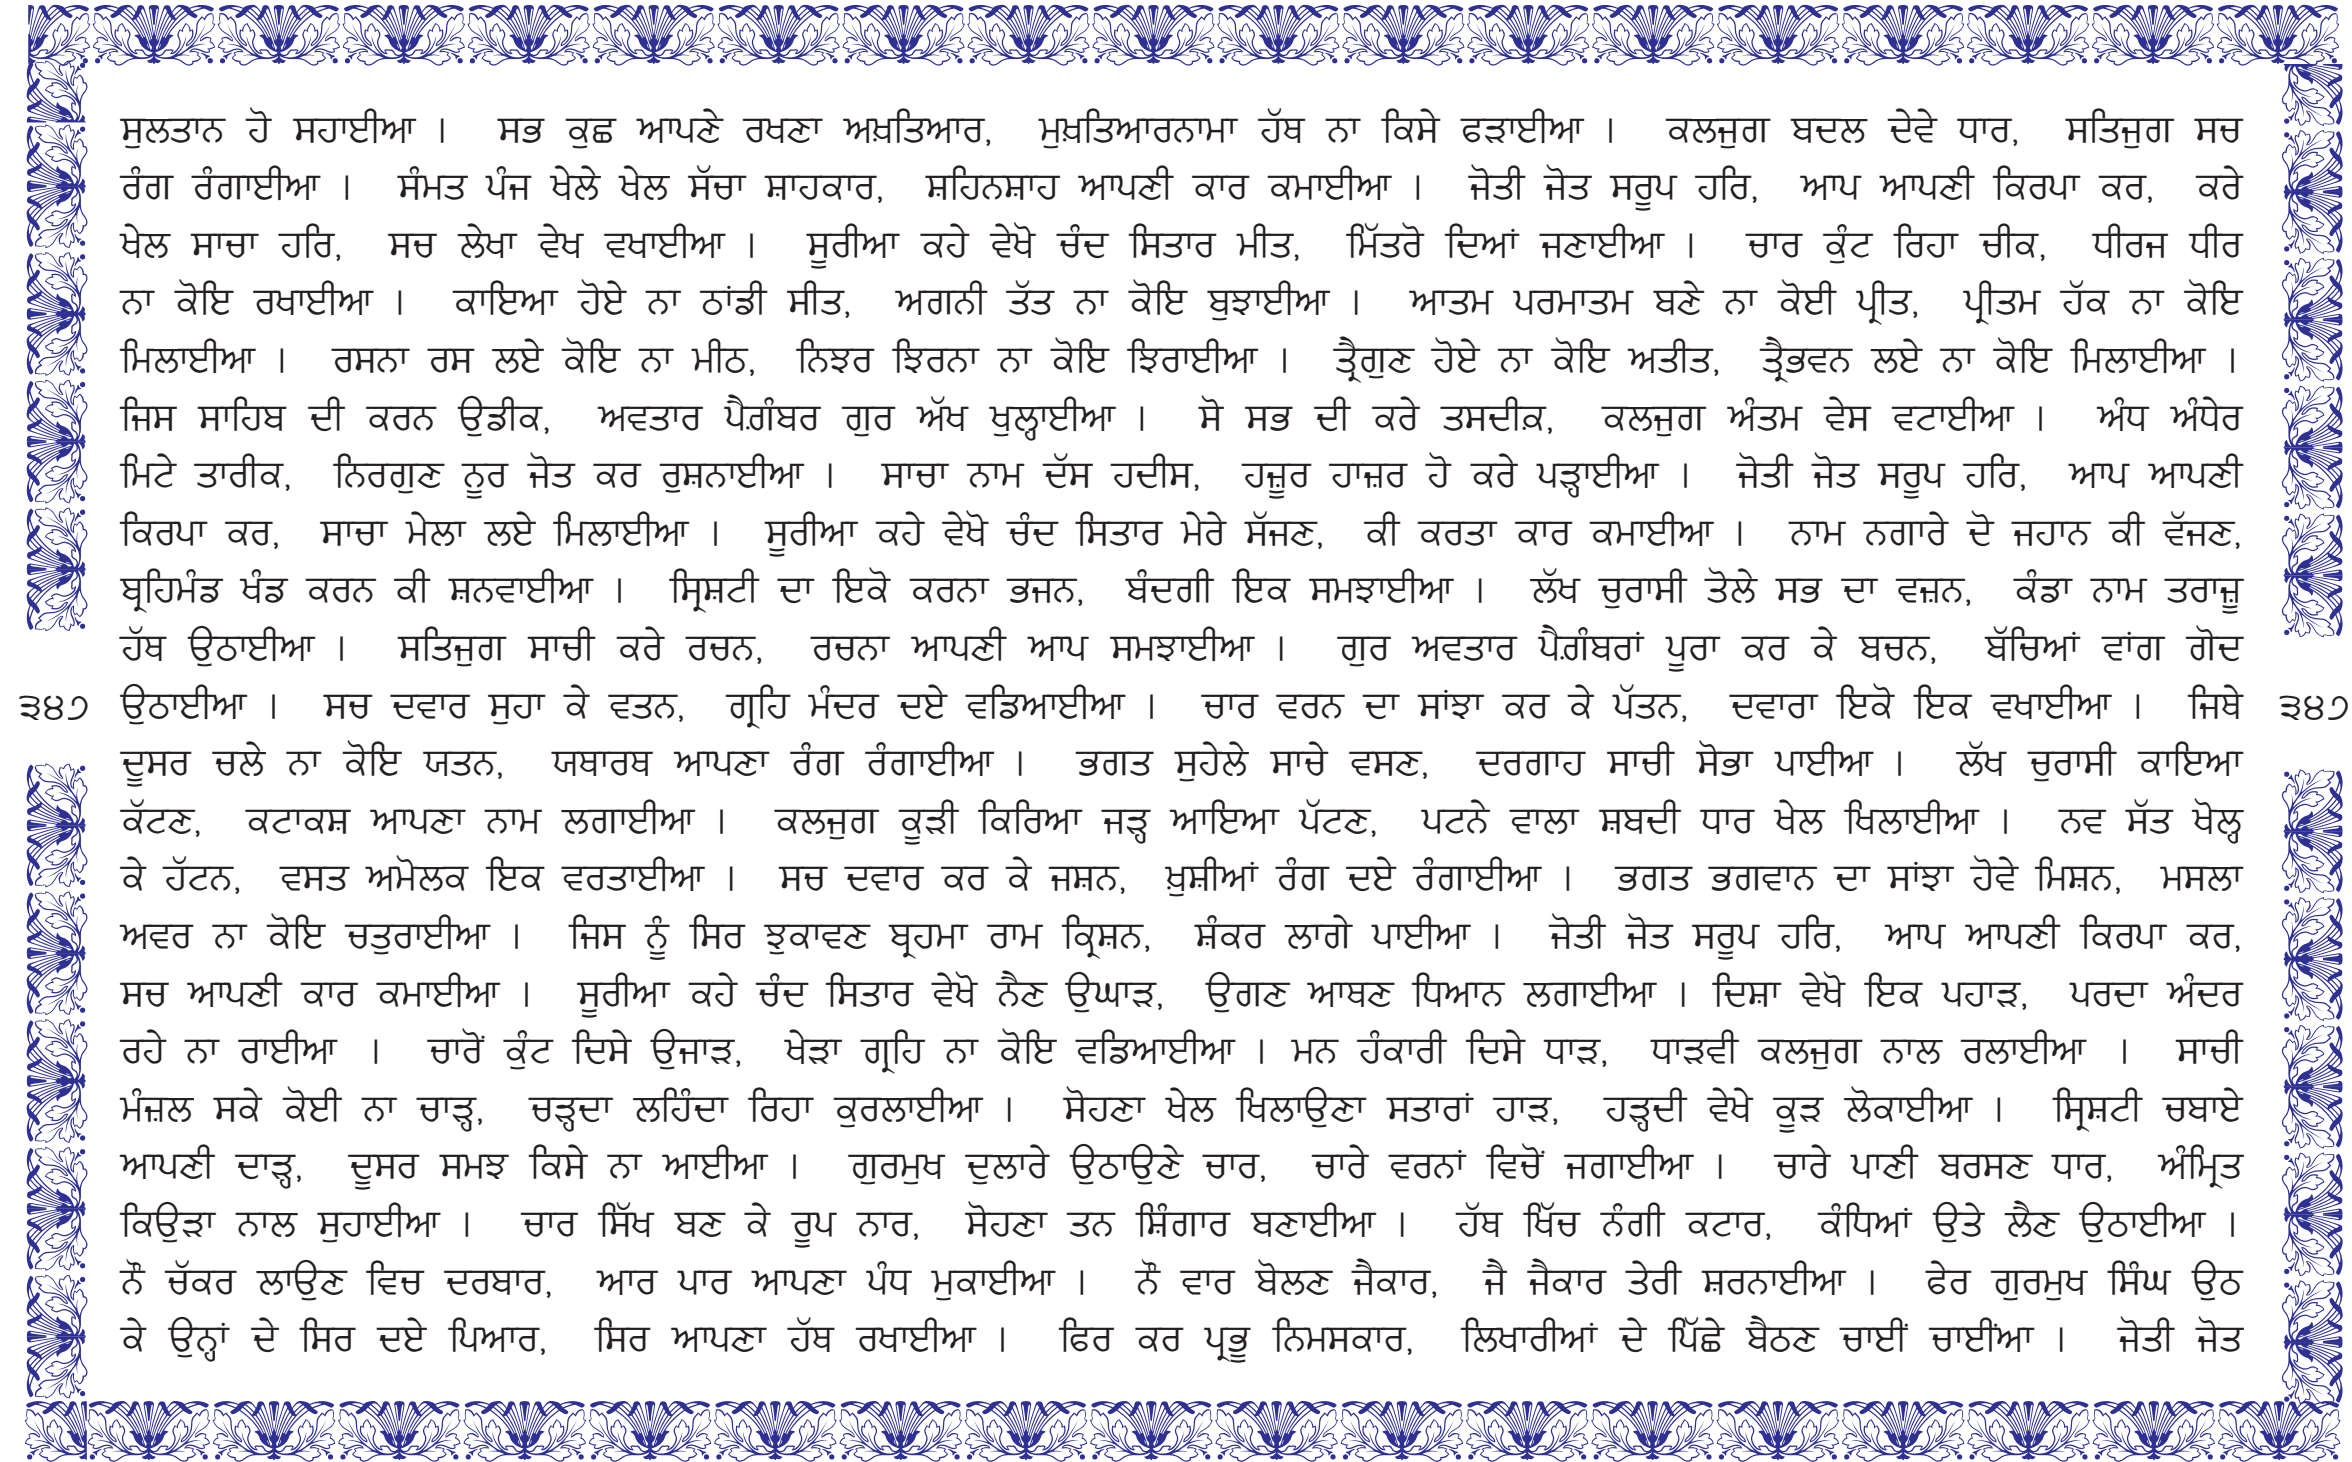 ਸੁਲਤਾਨ ਹੋ ਸਹਾਈਆ । ਸਭ ਕੁਛ ਆਪਣੇ ਰਖਣਾ ਅਖ਼ਤਿਆਰ, ਮੁਖ਼ਤਿਆਰਨਾਮਾ ਹੱਥ ਨਾ ਕਿਸੇ ਫੜਾਈਆ । ਕਲਜੁਗ ਬਦਲ ਦੇਵੇ ਧਾਰ, ਸਤਿਜੁਗ ਸਚ
ਰੰਗ ਰੰਗਾਈਆ । ਸੰਮਤ ਪੰਜ ਖੇਲੇ ਖੇਲ ਸੱਚਾ ਸ਼ਾਹਕਾਰ, ਸ਼ਹਿਨਸ਼ਾਹ ਆਪਣੀ ਕਾਰ ਕਮਾਈਆ । ਜੋਤੀ ਜੋਤ ਸਰੂਪ ਹਰਿ, ਆਪ ਆਪਣੀ ਕਿਰਪਾ ਕਰ, ਕਰੇ
ਖੇਲ ਸਾਚਾ ਹਰਿ, ਸਚ ਲੇਖਾ ਵੇਖ ਵਖਾਈਆ । ਸੂਰੀਆ ਕਹੇ ਵੇਖੋ ਚੰਦ ਸਿਤਾਰ ਮੀਤ, ਮਿੱਤਰੋ ਦਿਆਂ ਜਣਾਈਆ । ਚਾਰ ਕੁੰਟ ਰਿਹਾ ਚੀਕ, ਧੀਰਜ ਧੀਰ
ਨਾ ਕੋਇ ਰਖਾਈਆ । ਕਾਇਆ ਹੋਏ ਨਾ ਠਾਂਡੀ ਸੀਤ, ਅਗਨੀ ਤੱਤ ਨਾ ਕੋਇ ਬੁਝਾਈਆ । ਆਤਮ ਪਰਮਾਤਮ ਬਣੇ ਨਾ ਕੋਈ ਪ੍ਰੀਤ, ਪ੍ਰੀਤਮ ਹੱਕ ਨਾ ਕੋਇ
ਮਿਲਾਈਆ । ਰਸਨਾ ਰਸ ਲਏ ਕੋਇ ਨਾ ਮੀਠ, ਨਿਝਰ ਝਿਰਨਾ ਨਾ ਕੋਇ ਝਿਰਾਈਆ । ਤ੍ਰੈਗੁਣ ਹੋਏ ਨਾ ਕੋਇ ਅਤੀਤ, ਤ੍ਰੈਭਵਨ ਲਏ ਨਾ ਕੋਇ ਮਿਲਾਈਆ ।
ਜਿਸ ਸਾਹਿਬ ਦੀ ਕਰਨ ਉਡੀਕ, ਅਵਤਾਰ ਪੈਗ਼ੰਬਰ ਗੁਰ ਅੱਖ ਖੁਲ੍ਹਾਈਆ । ਸੋ ਸਭ ਦੀ ਕਰੇ ਤਸਦੀਕ਼, ਕਲਜੁਗ ਅੰਤਮ ਵੇਸ ਵਟਾਈਆ । ਅੰਧ ਅੰਧੇਰ
ਮਿਟੇ ਤਾਰੀਕ, ਨਿਰਗੁਣ ਨੂਰ ਜੋਤ ਕਰ ਰੁਸ਼ਨਾਈਆ । ਸਾਚਾ ਨਾਮ ਦੱਸ ਹਦੀਸ, ਹਜ਼ੂਰ ਹਾਜ਼ਰ ਹੋ ਕਰੇ ਪੜ੍ਹਾਈਆ । ਜੋਤੀ ਜੋਤ ਸਰੂਪ ਹਰਿ, ਆਪ ਆਪਣੀ
ਕਿਰਪਾ ਕਰ, ਸਾਚਾ ਮੇਲਾ ਲਏ ਮਿਲਾਈਆ । ਸੂਰੀਆ ਕਹੇ ਵੇਖੋ ਚੰਦ ਸਿਤਾਰ ਮੇਰੇ ਸੱਜਣ, ਕੀ ਕਰਤਾ ਕਾਰ ਕਮਾਈਆ । ਨਾਮ ਨਗਾਰੇ ਦੋ ਜਹਾਨ ਕੀ ਵੱਜਣ,
ਬ੍ਰਹਿਮੰਡ ਖੰਡ ਕਰਨ ਕੀ ਸ਼ਨਵਾਈਆ । ਸ੍ਰਿਸ਼ਟੀ ਦਾ ਇਕੋ ਕਰਨਾ ਭਜਨ, ਬੰਦਗੀ ਇਕ ਸਮਝਾਈਆ । ਲੱਖ ਚੁਰਾਸੀ ਤੋਲੇ ਸਭ ਦਾ ਵਜ਼ਨ, ਕੰਡਾ ਨਾਮ ਤਰਾਜ਼ੂ
ਹੱਥ ਉਠਾਈਆ । ਸਤਿਜੁਗ ਸਾਚੀ ਕਰੇ ਰਚਨ, ਰਚਨਾ ਆਪਣੀ ਆਪ ਸਮਝਾਈਆ । ਗੁਰ ਅਵਤਾਰ ਪੈਗ਼ੰਬਰਾਂ ਪੂਰਾ ਕਰ ਕੇ ਬਚਨ, ਬੱਚਿਆਂ ਵਾਂਗ ਗੋਦ
੩੪੭ ਉਠਾਈਆ । ਸਚ ਦਵਾਰ ਸੁਹਾ ਕੇ ਵਤਨ, ਗ੍ਰਹਿ ਮੰਦਰ ਦਏ ਵਡਿਆਈਆ । ਚਾਰ ਵਰਨ ਦਾ ਸਾਂਝਾ ਕਰ ਕੇ ਪੱਤਨ, ਦਵਾਰਾ ਇਕੋ ਇਕ ਵਖਾਈਆ । ਜਿਥੇ ੩੪੭
ਦੂਸਰ ਚਲੇ ਨਾ ਕੋਇ ਯਤਨ, ਯਥਾਰਥ ਆਪਣਾ ਰੰਗ ਰੰਗਾਈਆ । ਭਗਤ ਸੁਹੇਲੇ ਸਾਚੇ ਵਸਣ, ਦਰਗਾਹ ਸਾਚੀ ਸੋਭਾ ਪਾਈਆ । ਲੱਖ ਚੁਰਾਸੀ ਕਾਇਆ
ਕੱਟਣ, ਕਟਾਕਸ਼ ਆਪਣਾ ਨਾਮ ਲਗਾਈਆ । ਕਲਜੁਗ ਕੂੜੀ ਕਿਰਿਆ ਜੜ੍ਹ ਆਇਆ ਪੱਟਣ, ਪਟਨੇ ਵਾਲਾ ਸ਼ਬਦੀ ਧਾਰ ਖੇਲ ਖਿਲਾਈਆ । ਨਵ ਸੱਤ ਖੋਲ੍ਹ
ਕੇ ਹੱਟਨ, ਵਸਤ ਅਮੋਲਕ ਇਕ ਵਰਤਾਈਆ । ਸਚ ਦਵਾਰ ਕਰ ਕੇ ਜਸ਼ਨ, ਖ਼ੁਸ਼ੀਆਂ ਰੰਗ ਦਏ ਰੰਗਾਈਆ । ਭਗਤ ਭਗਵਾਨ ਦਾ ਸਾਂਝਾ ਹੋਵੇ ਮਿਸ਼ਨ, ਮਸਲਾ
ਅਵਰ ਨਾ ਕੋਇ ਚਤੁਰਾਈਆ । ਜਿਸ ਨੂੰ ਸਿਰ ਝੁਕਾਵਣ ਬ੍ਰਹਮਾ ਰਾਮ ਕ੍ਰਿਸ਼ਨ, ਸ਼ੰਕਰ ਲਾਗੇ ਪਾਈਆ । ਜੋਤੀ ਜੋਤ ਸਰੂਪ ਹਰਿ, ਆਪ ਆਪਣੀ ਕਿਰਪਾ ਕਰ,
ਸਚ ਆਪਣੀ ਕਾਰ ਕਮਾਈਆ । ਸੂਰੀਆ ਕਹੇ ਚੰਦ ਸਿਤਾਰ ਵੇਖੋ ਨੈਣ ਉਘਾੜ, ਉਗਣ ਆਥਣ ਧਿਆਨ ਲਗਾਈਆ । ਦਿਸ਼ਾ ਵੇਖੋ ਇਕ ਪਹਾੜ, ਪਰਦਾ ਅੰਦਰ
ਰਹੇ ਨਾ ਰਾਈਆ । ਚਾਰੋਂ ਕੁੰਟ ਦਿਸੇ ਉਜਾੜ, ਖੇੜਾ ਗ੍ਰਹਿ ਨਾ ਕੋਇ ਵਡਿਆਈਆ । ਮਨ ਹੰਕਾਰੀ ਦਿਸੇ ਧਾੜ, ਧਾੜਵੀ ਕਲਜੁਗ ਨਾਲ ਰਲਾਈਆ । ਸਾਚੀ
ਮੰਜ਼ਲ ਸਕੇ ਕੋਈ ਨਾ ਚਾੜ੍ਹ, ਚੜ੍ਹਦਾ ਲਹਿੰਦਾ ਰਿਹਾ ਕੁਰਲਾਈਆ । ਸੋਹਣਾ ਖੇਲ ਖਿਲਾਉਣਾ ਸਤਾਰਾਂ ਹਾੜ, ਹੜ੍ਹਦੀ ਵੇਖੇ ਕੂੜ ਲੋਕਾਈਆ । ਸ੍ਰਿਸ਼ਟੀ ਚਬਾਏ
ਆਪਣੀ ਦਾੜ੍ਹ, ਦੂਸਰ ਸਮਝ ਕਿਸੇ ਨਾ ਆਈਆ । ਗੁਰਮੁਖ ਦੁਲਾਰੇ ਉਠਾਉਣੇ ਚਾਰ, ਚਾਰੇ ਵਰਨਾਂ ਵਿਚੋਂ ਜਗਾਈਆ । ਚਾਰੇ ਪਾਣੀ ਬਰਸਣ ਧਾਰ, ਅੰਮ੍ਰਿਤ
ਕਿਉੜਾ ਨਾਲ ਸੁਹਾਈਆ । ਚਾਰ ਸਿੱਖ ਬਣ ਕੇ ਰੂਪ ਨਾਰ, ਸੋਹਣਾ ਤਨ ਸ਼ਿੰਗਾਰ ਬਣਾਈਆ । ਹੱਥ ਖਿੱਚ ਨੰਗੀ ਕਟਾਰ, ਕੰਧਿਆਂ ਉਤੇ ਲੈਣ ਉਠਾਈਆ ।
ਨੌਂ ਚੱਕਰ ਲਾਉਣ ਵਿਚ ਦਰਬਾਰ, ਆਰ ਪਾਰ ਆਪਣਾ ਪੰਧ ਮੁਕਾਈਆ । ਨੌਂ ਵਾਰ ਬੋਲਣ ਜੈਕਾਰ, ਜੈ ਜੈਕਾਰ ਤੇਰੀ ਸ਼ਰਨਾਈਆ । ਫੇਰ ਗੁਰਮੁਖ ਸਿੰਘ ਉਠ
ਕੇ ਉਨ੍ਹਾਂ ਦੇ ਸਿਰ ਦਏ ਪਿਆਰ, ਸਿਰ ਆਪਣਾ ਹੱਥ ਰਖਾਈਆ । ਫਿਰ ਕਰ ਪ੍ਰਭੂ ਨਿਮਸਕਾਰ, ਲਿਖਾਰੀਆਂ ਦੇ ਪਿੱਛੇ ਬੈਠਣ ਚਾਈਂ ਚਾਈਂਆ । ਜੋਤੀ ਜੋਤ